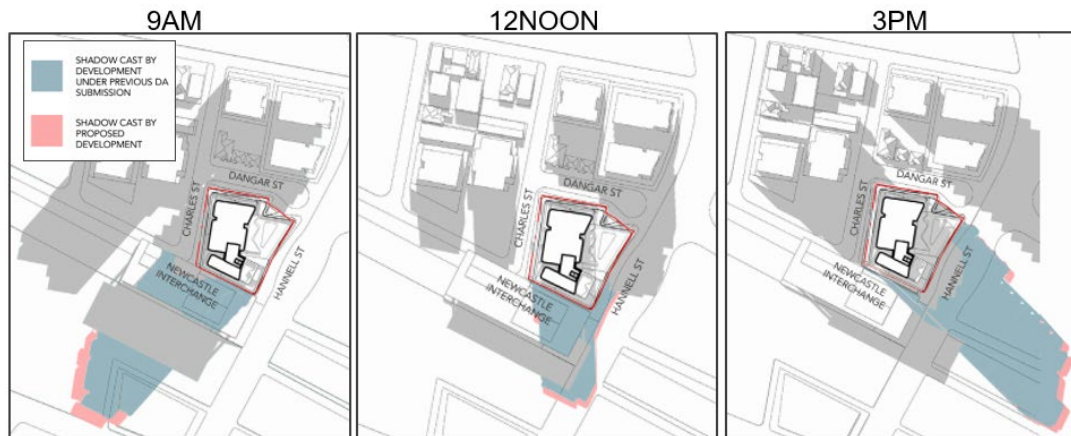 9AM
12NOON
3PM
SHADOW CAST BY
DEVELOPMENT
UNDER PREVIOUS DA
SUBMISSION
SHADOW CAST BY
PROPOSED
DEVELOPMENT
DANGAR ST
CHARLES ST
HANNELL ST
NEWCASTLE
INTERCHANGE
DANGAR ST
CHARLES ST
HANNELL ST
NEWCASTLE
INTERCHANGE
DANGAR ST
CHARLES ST
HANNELL ST
NEWCASTLE
INTERCHANGE